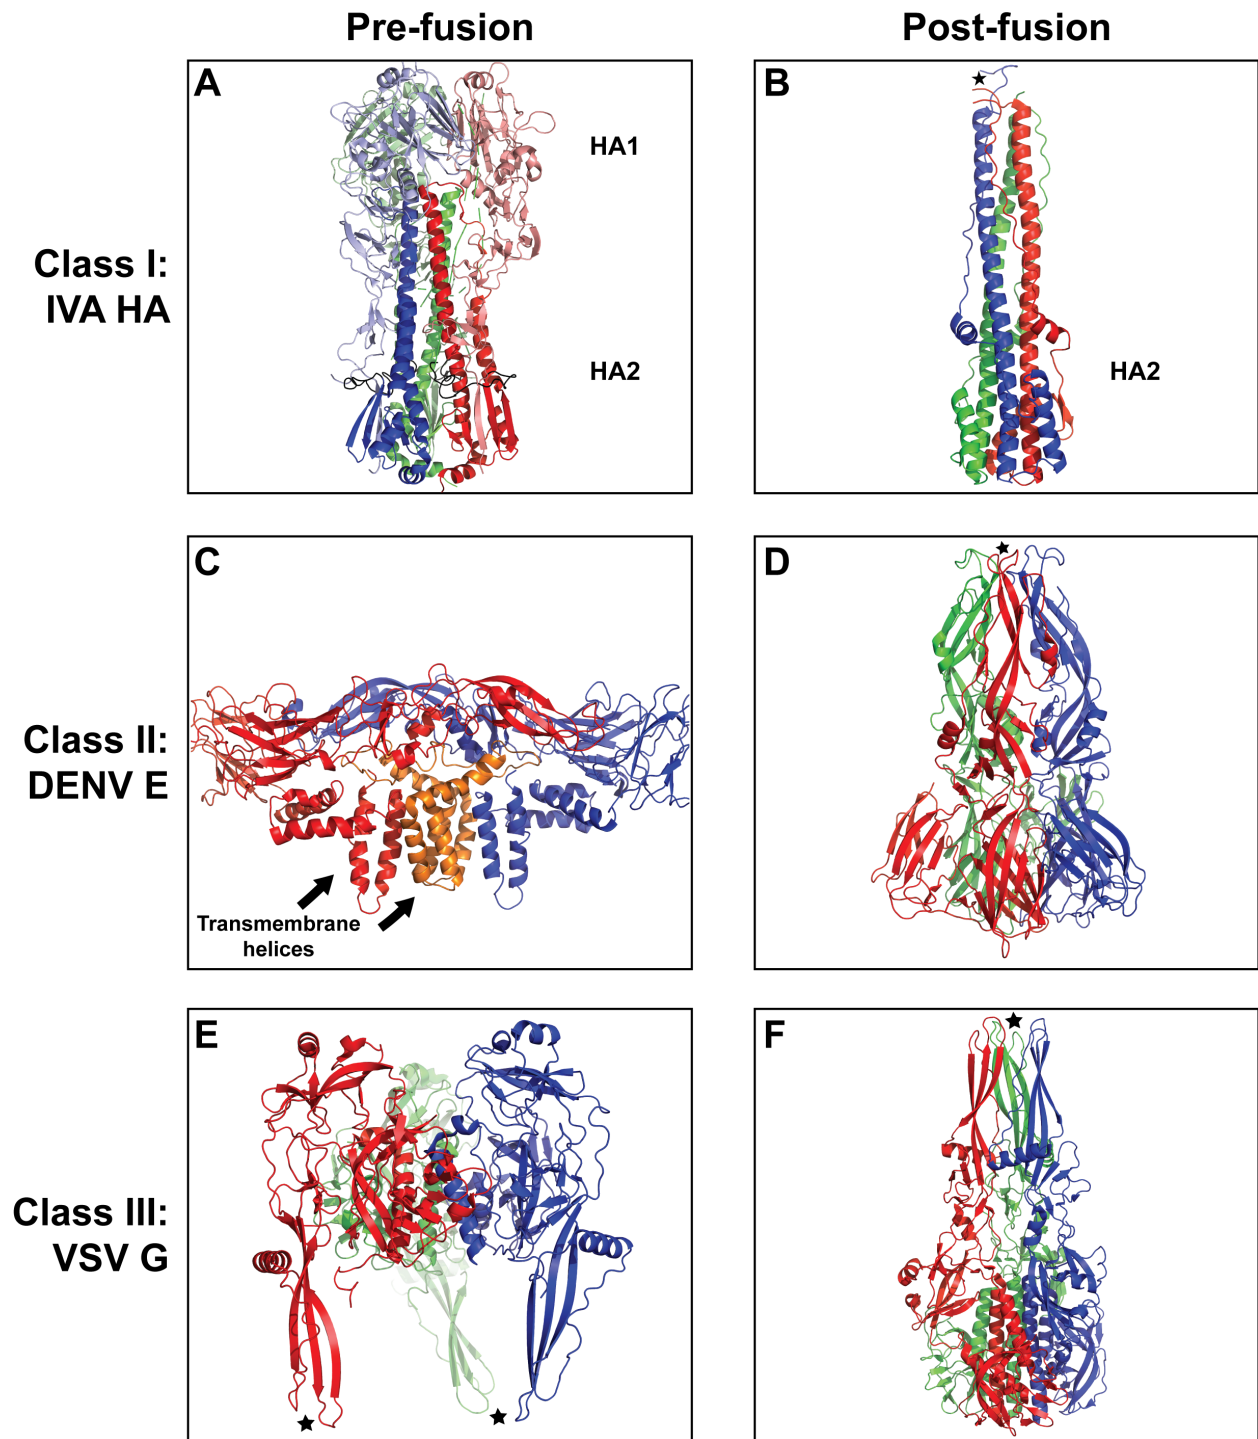 Pre-fusion
Post-fusion
A
HA1
HA2
B
HA2
Class I:
IVA HA
C
Transmembrane
helices
D
Class II:
DENV E
E
F
Class III:
VSV G